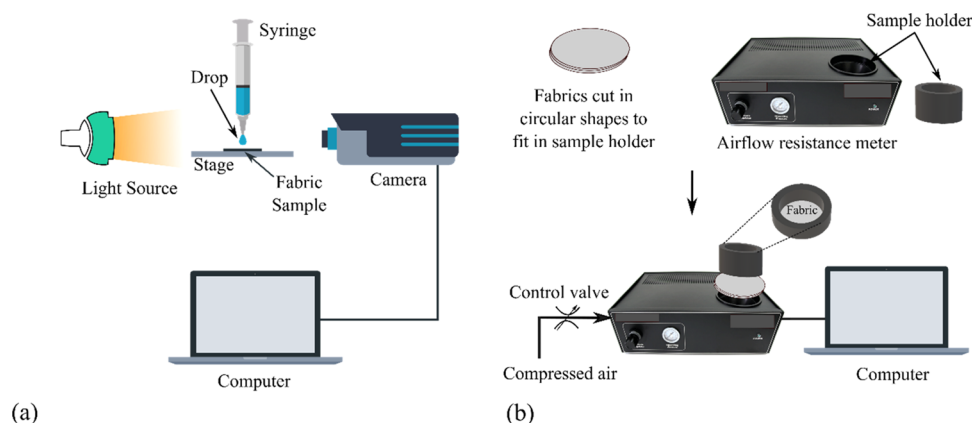 Syringe
Drop
Stage
Fabric
Sample
Light Source
Camera
Computer
(a)
Fabrics cut in
circular shapes to
fit in sample holder
Sample holder
Airflow resistance meter
Fabric
Control valve
Compressed air
Computer
(b)